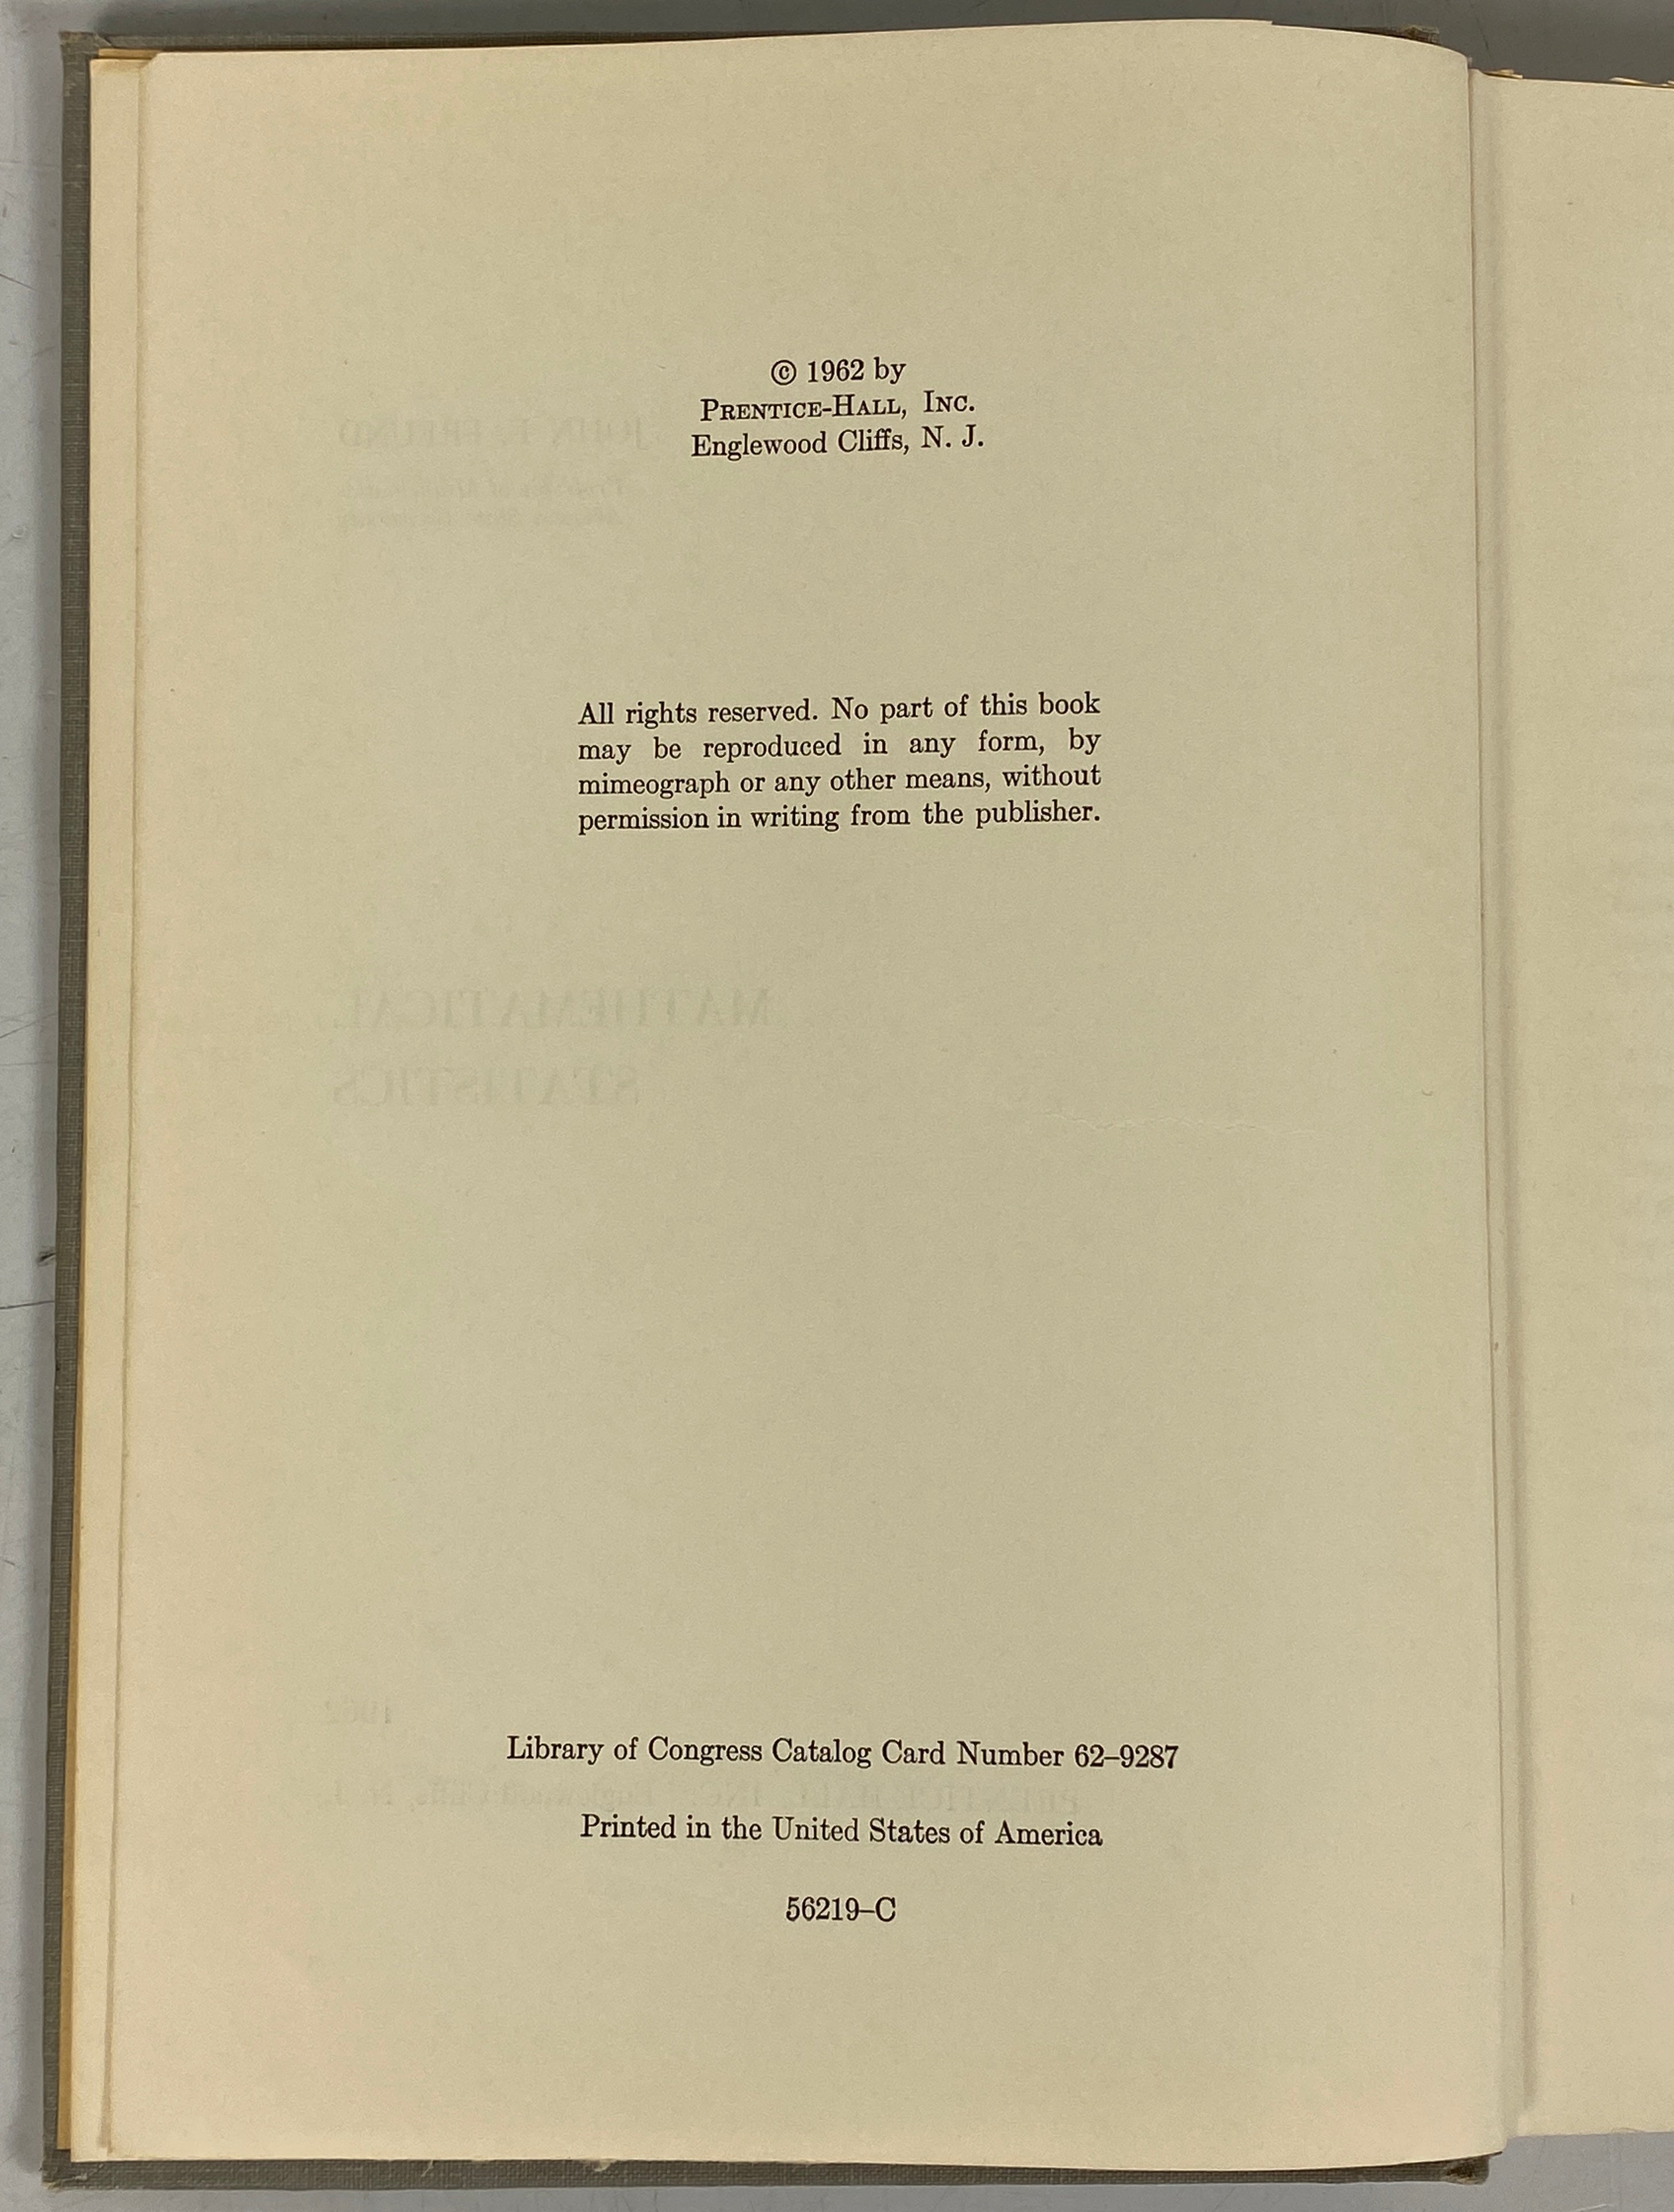 © 1962 by
PRENTICE-HALL, INC.
Englewood Cliffs, N. J.
All rights reserved. No part of this book
may be reproduced in any form, by
mimeograph or any other means, without
permission in writing from the publisher.
Library of Congress Catalog Card Number 62–9287
Printed in the United States of America
56219–C